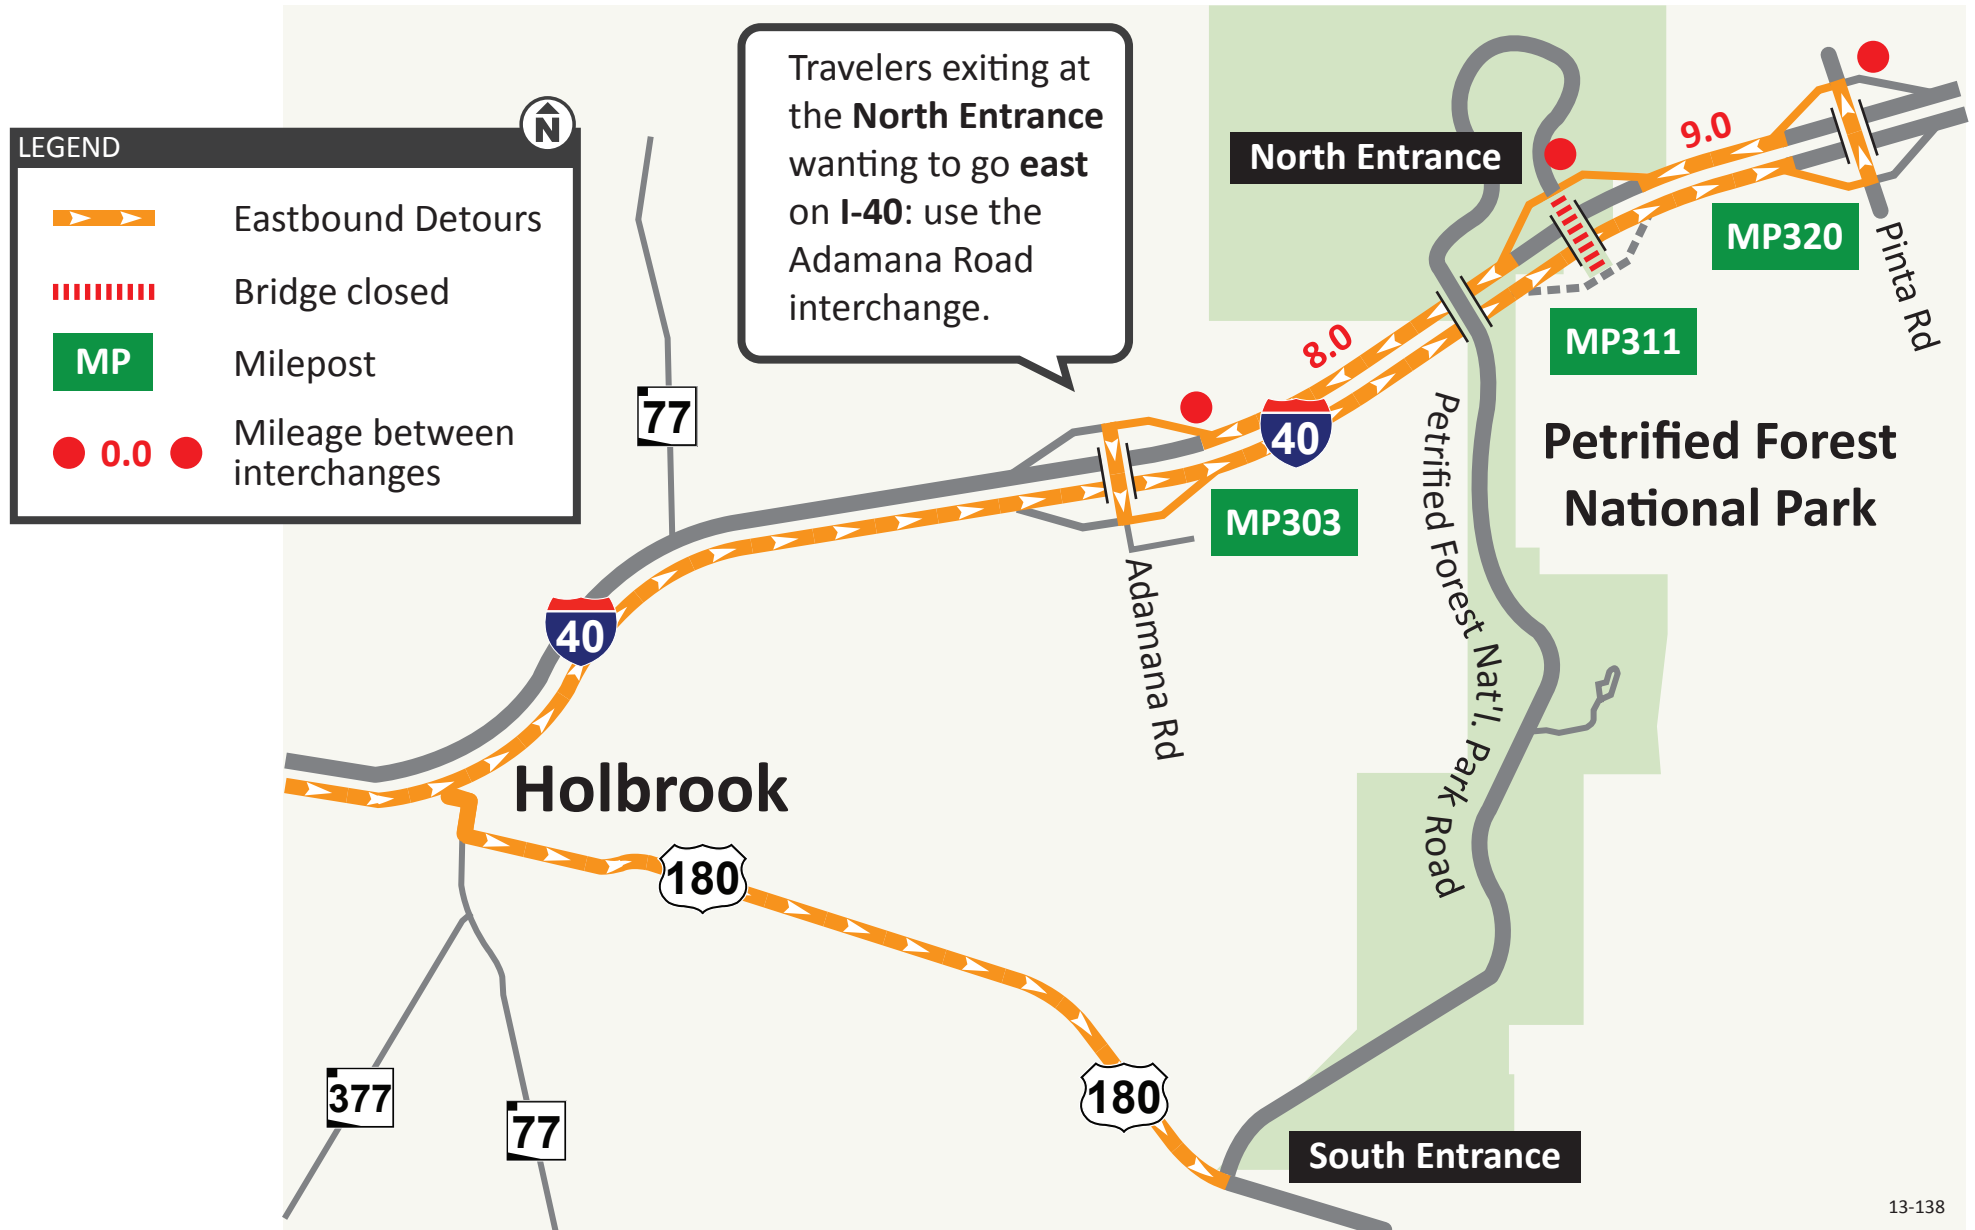 LEGEND
N
Eastbound Detours
Bridge closed
MP
Milepost
0.0
Mileage between
interchanges
Travelers exiting at
the North Entrance
wanting to go east
on I-40: use the
Adamana Road
interchange.
North Entrance
9.0
MP320
Pinta Rd
MP311
8.0
77
40
MP303
Petrified Forest
National Park
Adamana Rd
Petrified Forest Nat'l. Park Road
40
Holbrook
180
377
77
180
South Entrance
13-138